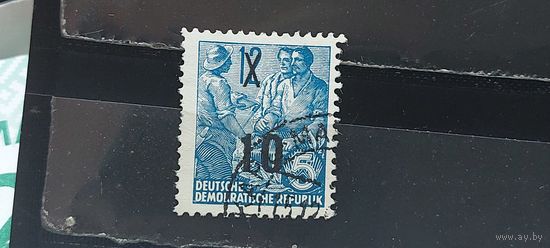 12
X
10
5
DEUTSCHE
DEMOKRATISCHE REPUBLIK
www.ay.by